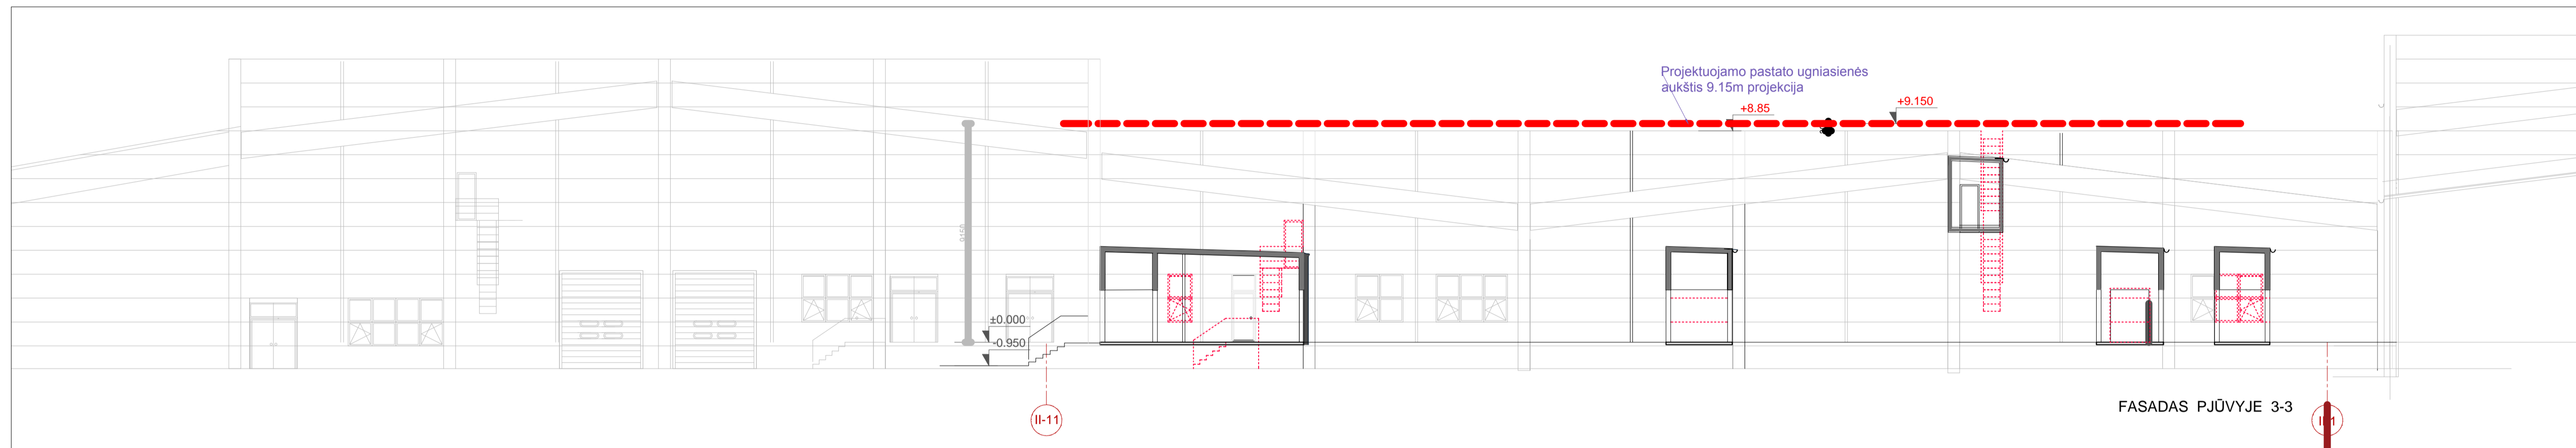 Projektuojamo pastato ugniasienės
aukštis 9.15m projekcija
+8.85
+9.150
9150
±0.000
-0.950
II-11
FASADAS PJŪVYJE 3-3